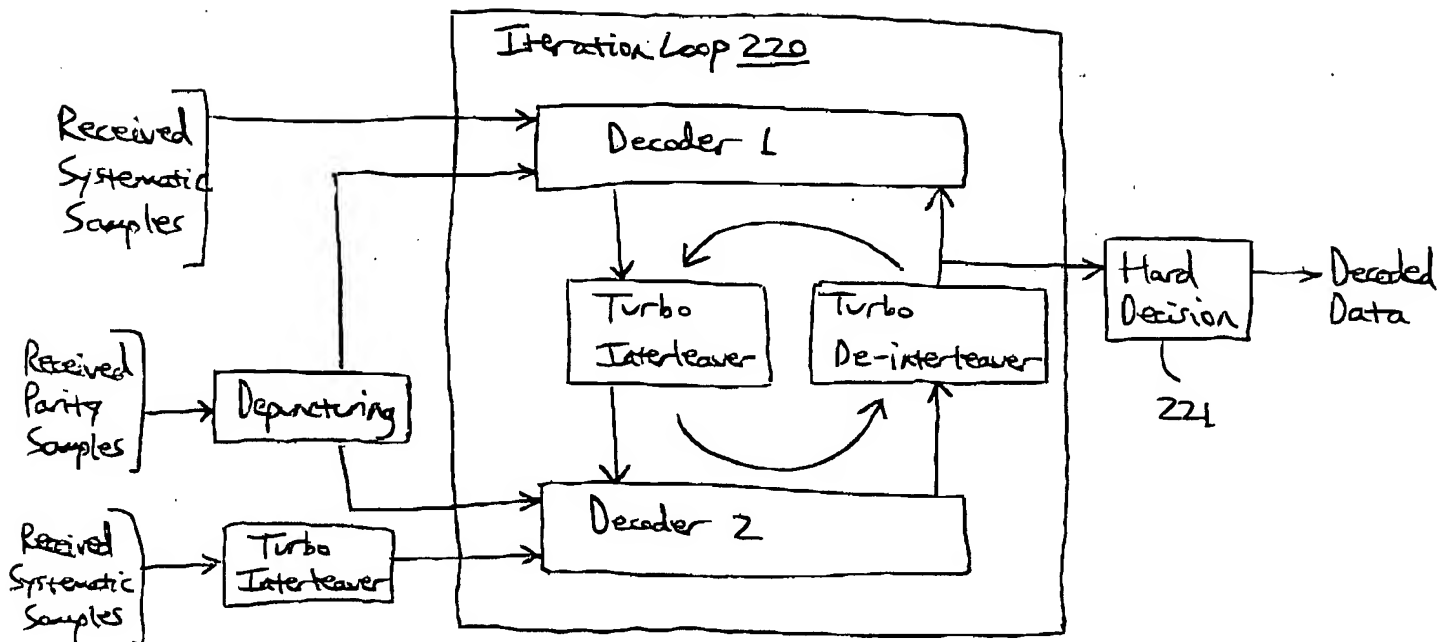 Iteration Loop 220
Received
Systematic
Samples
Decoder 1
Turbo
Interleaver
Turbo
De-interleaver
Hard
Decision
Decoded
Data
221
Received
Parity
Samples
Depuncturing
Decoder 2
Received
Systematic
Samples
Turbo
Interleaver